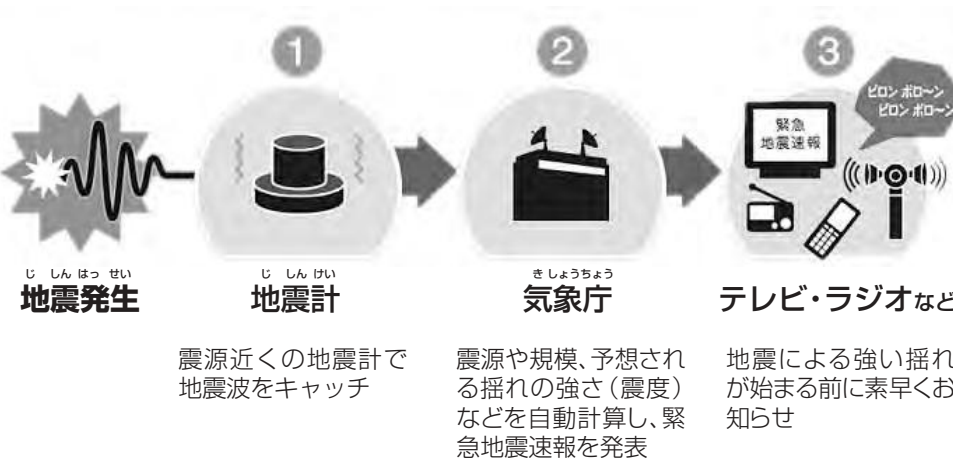 1
2
3
ピロン ポロ〜ン
ピロン ポロ〜ン
緊急
地震速報
じ しん はっ せい
地震発生
じ しん けい
地震計
き しょうちょう
気象庁
テレビ・ラジオなど
震源近くの地震計で
地震波をキャッチ
震源や規模、予想され
る揺れの強さ（震度）
などを自動計算し、緊
急地震速報を発表
地震による強い揺れ
が始まる前に素早くお
知らせ